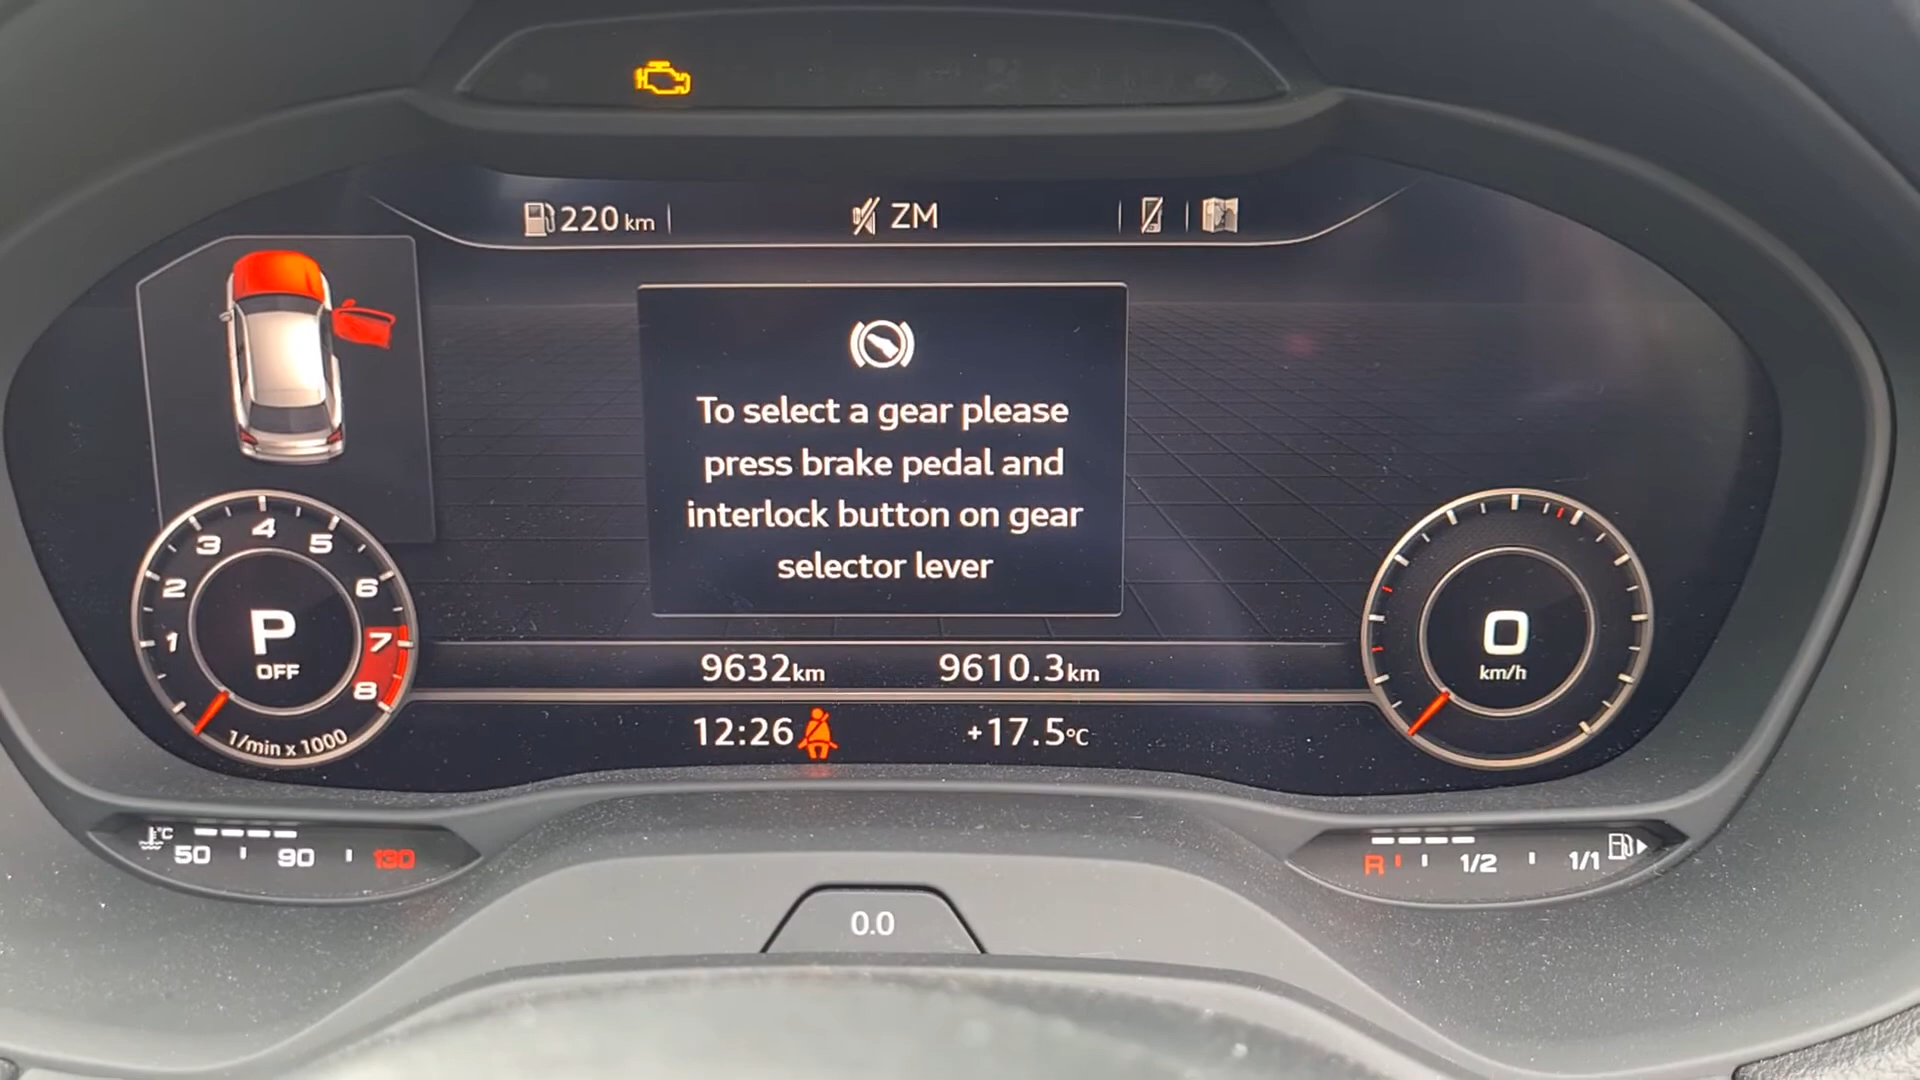 220 km
ZM
To select a gear please
press brake pedal and
interlock button on gear
selector lever
1 2 3 4 5 6 7 8
P
OFF
1/min x 1000
0
km/h
9632km
9610.3km
12:26
+17.5°C
°C
50 90 130
R 1/2 1/1
0.0